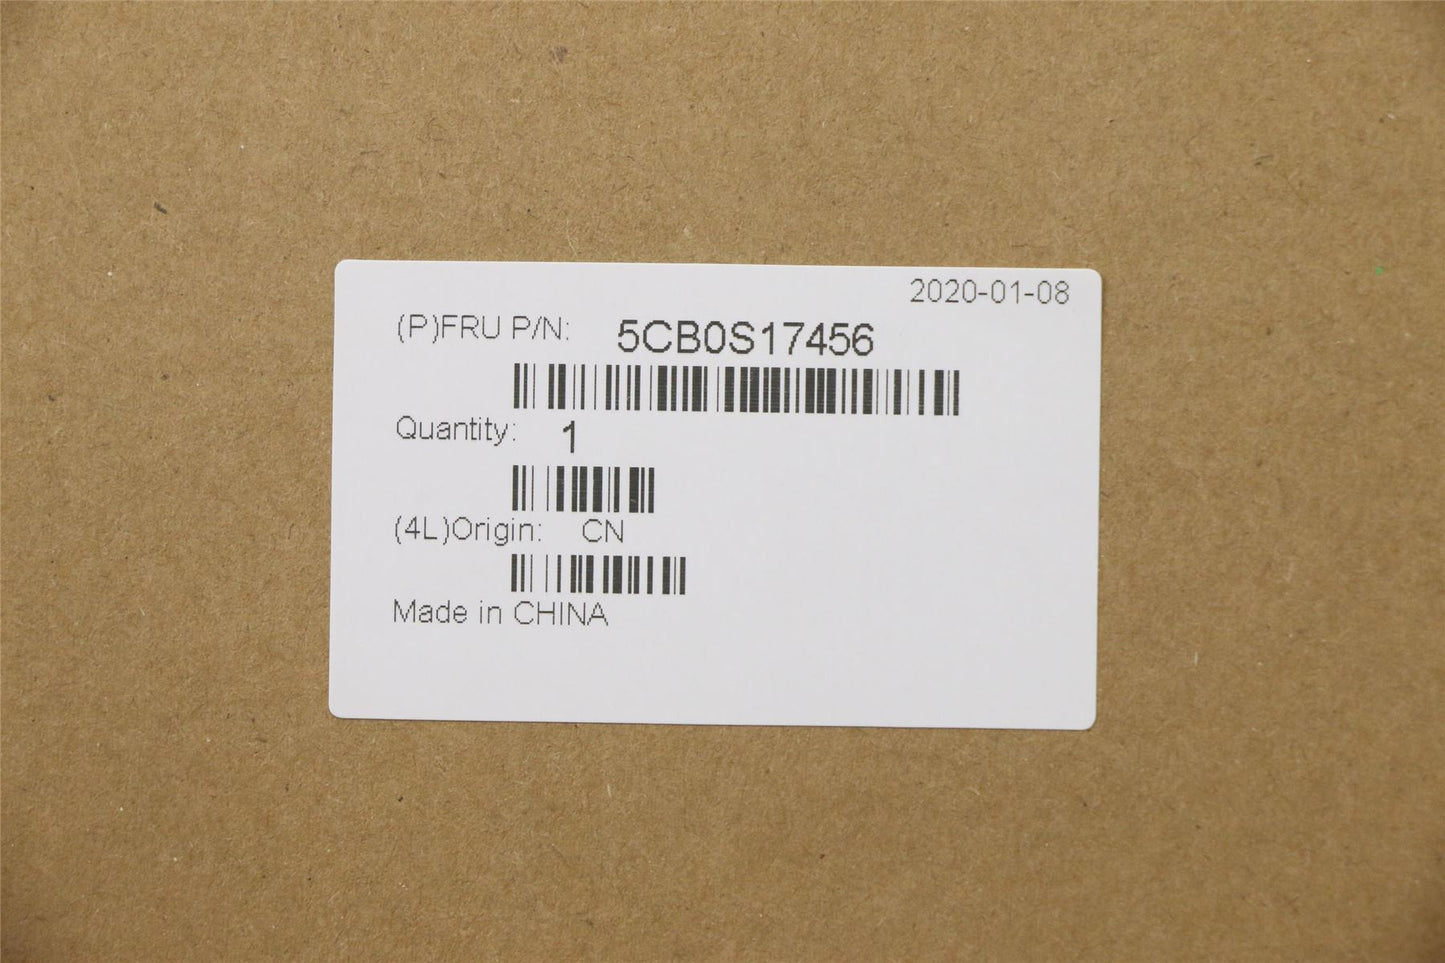 2020-01-08
(P)FRU P/N: 5CB0S17456
Quantity: 1
(4L)Origin: CN
Made in CHINA